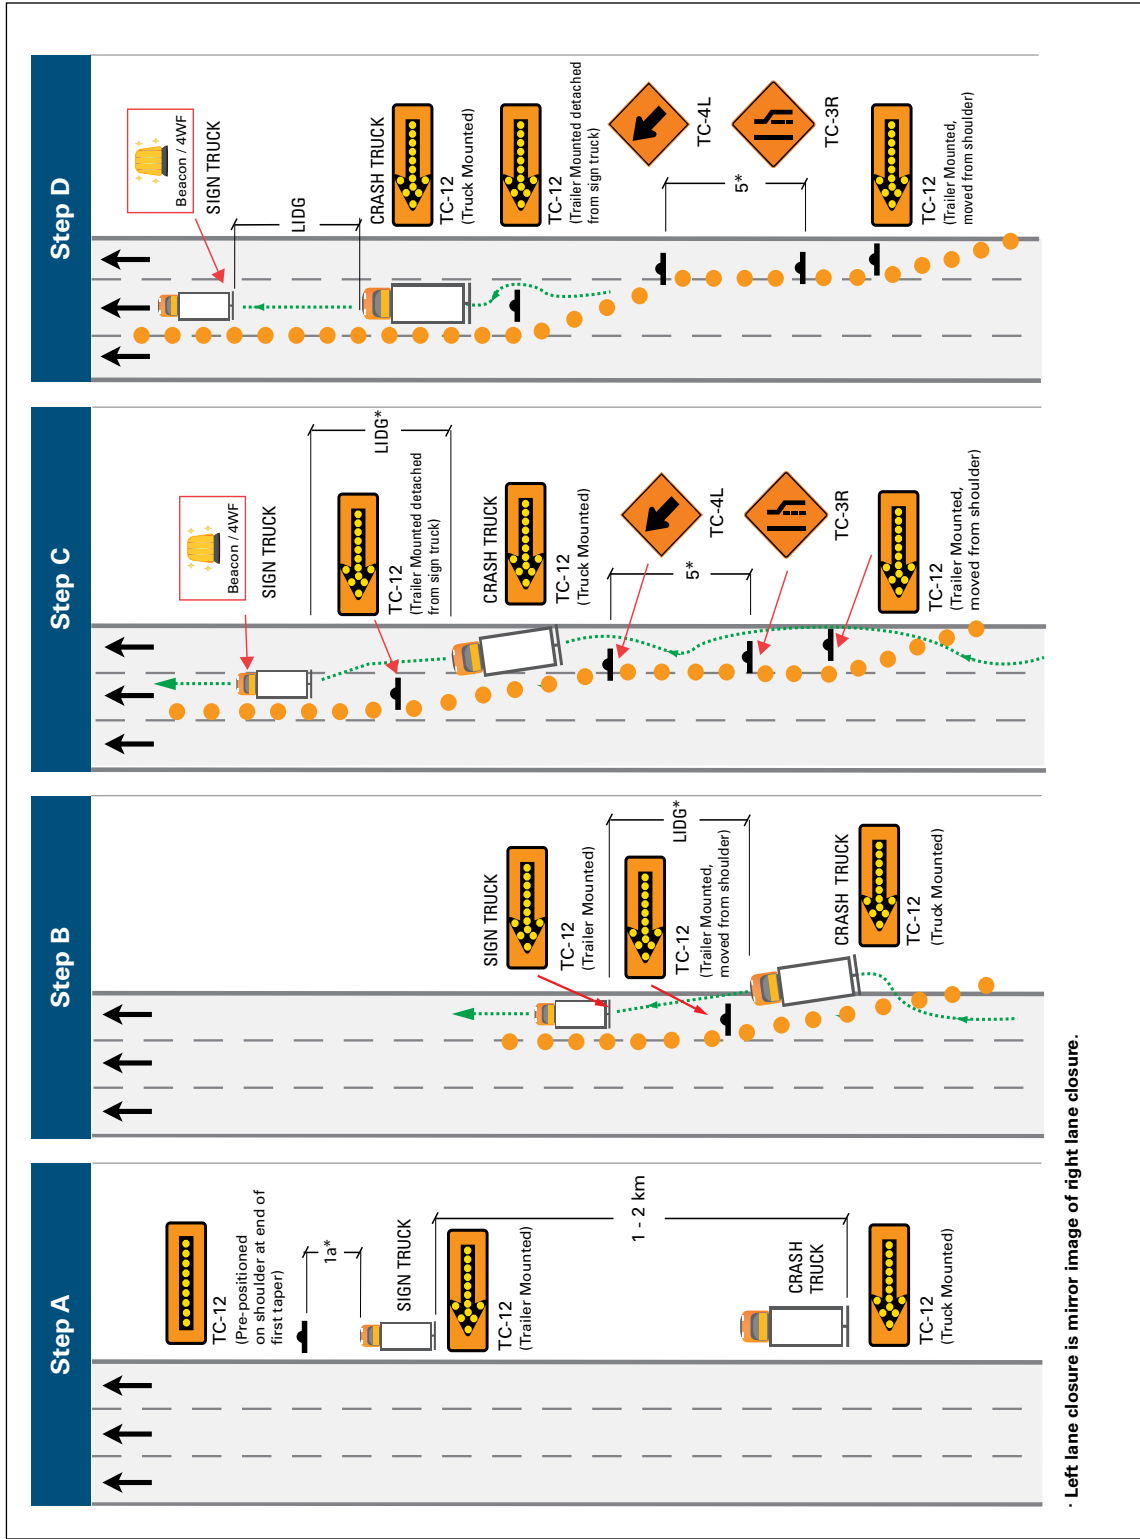 Step A
TC-12
(Pre-positioned
on shoulder at end of
first taper)
1a*
SIGN TRUCK
TC-12
(Trailer Mounted)
1 - 2 km
CRASH
TRUCK
TC-12
(Truck Mounted)
Step B
SIGN TRUCK
TC-12
(Trailer Mounted)
TC-12
(Trailer Mounted,
moved from shoulder)
LIDG*
CRASH TRUCK
TC-12
(Truck Mounted)
Step C
Beacon / 4WF
SIGN TRUCK
LIDG*
TC-12
(Trailer Mounted detached
from sign truck)
CRASH TRUCK
TC-12
(Truck Mounted)
TC-4L
5*
TC-3R
TC-12
(Trailer Mounted,
moved from shoulder)
Step D
Beacon / 4WF
SIGN TRUCK
LIDG
CRASH TRUCK
TC-12
(Truck Mounted)
TC-12
(Trailer Mounted detached
from sign truck)
TC-4L
5*
TC-3R
TC-12
(Trailer Mounted,
moved from shoulder)
· Left lane closure is mirror image of right lane closure.